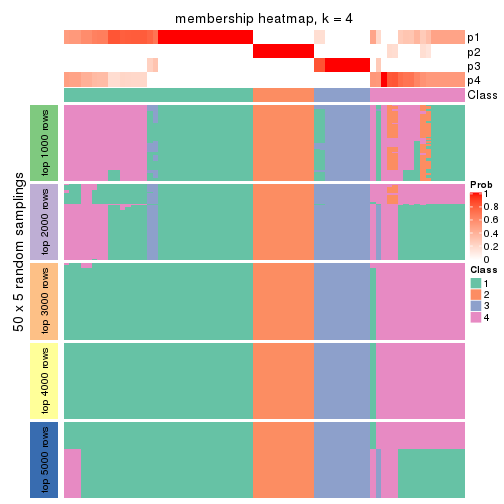 membership heatmap, k = 4
p1
p2
p3
p4
Class
50 x 5 random samplings
top 1000 rows
top 2000 rows
top 3000 rows
top 4000 rows
top 5000 rows
Prob
1
0.8
0.6
0.4
0.2
0
Class
1
2
3
4